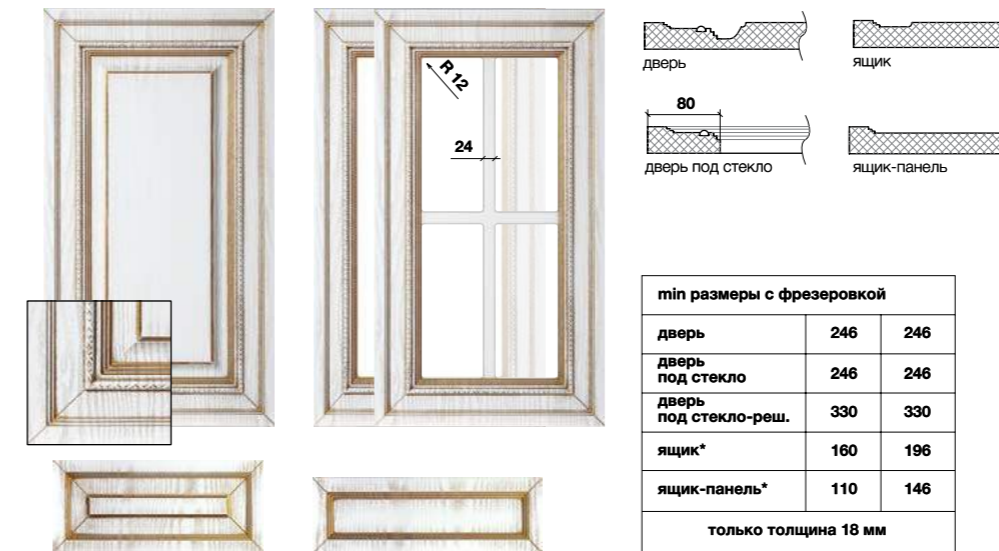 R 12
24
дверь
ящик
80
дверь под стекло
ящик-панель
min размеры с фрезеровкой
дверь 246 246
дверь
под стекло 246 246
дверь
под стекло-реш. 330 330
ящик* 160 196
ящик-панель* 110 146
только толщина 18 мм